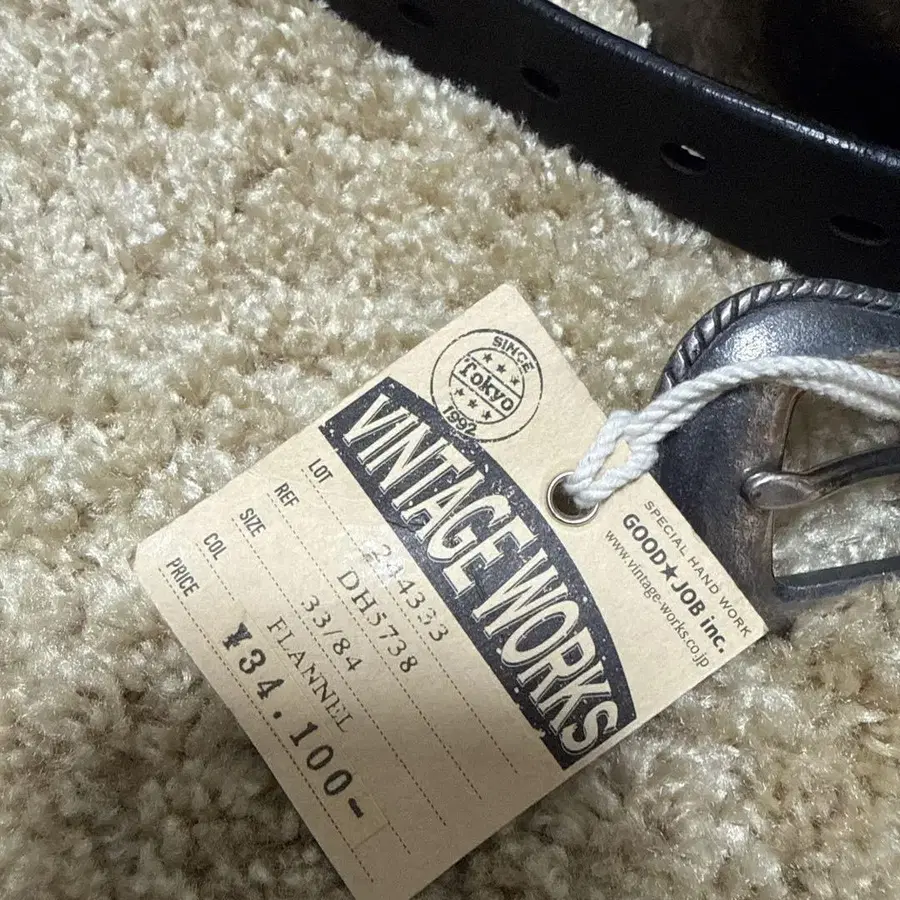 SINCE
Tokyo
1992
VINTAGE WORKS
SPECIAL HAND WORK
GOOD★JOB inc.
www.vintage-works.co.jp
LOT 234333
REF DH5738
SIZE 33/84
COL FLANNEL
PRICE ¥34.100-